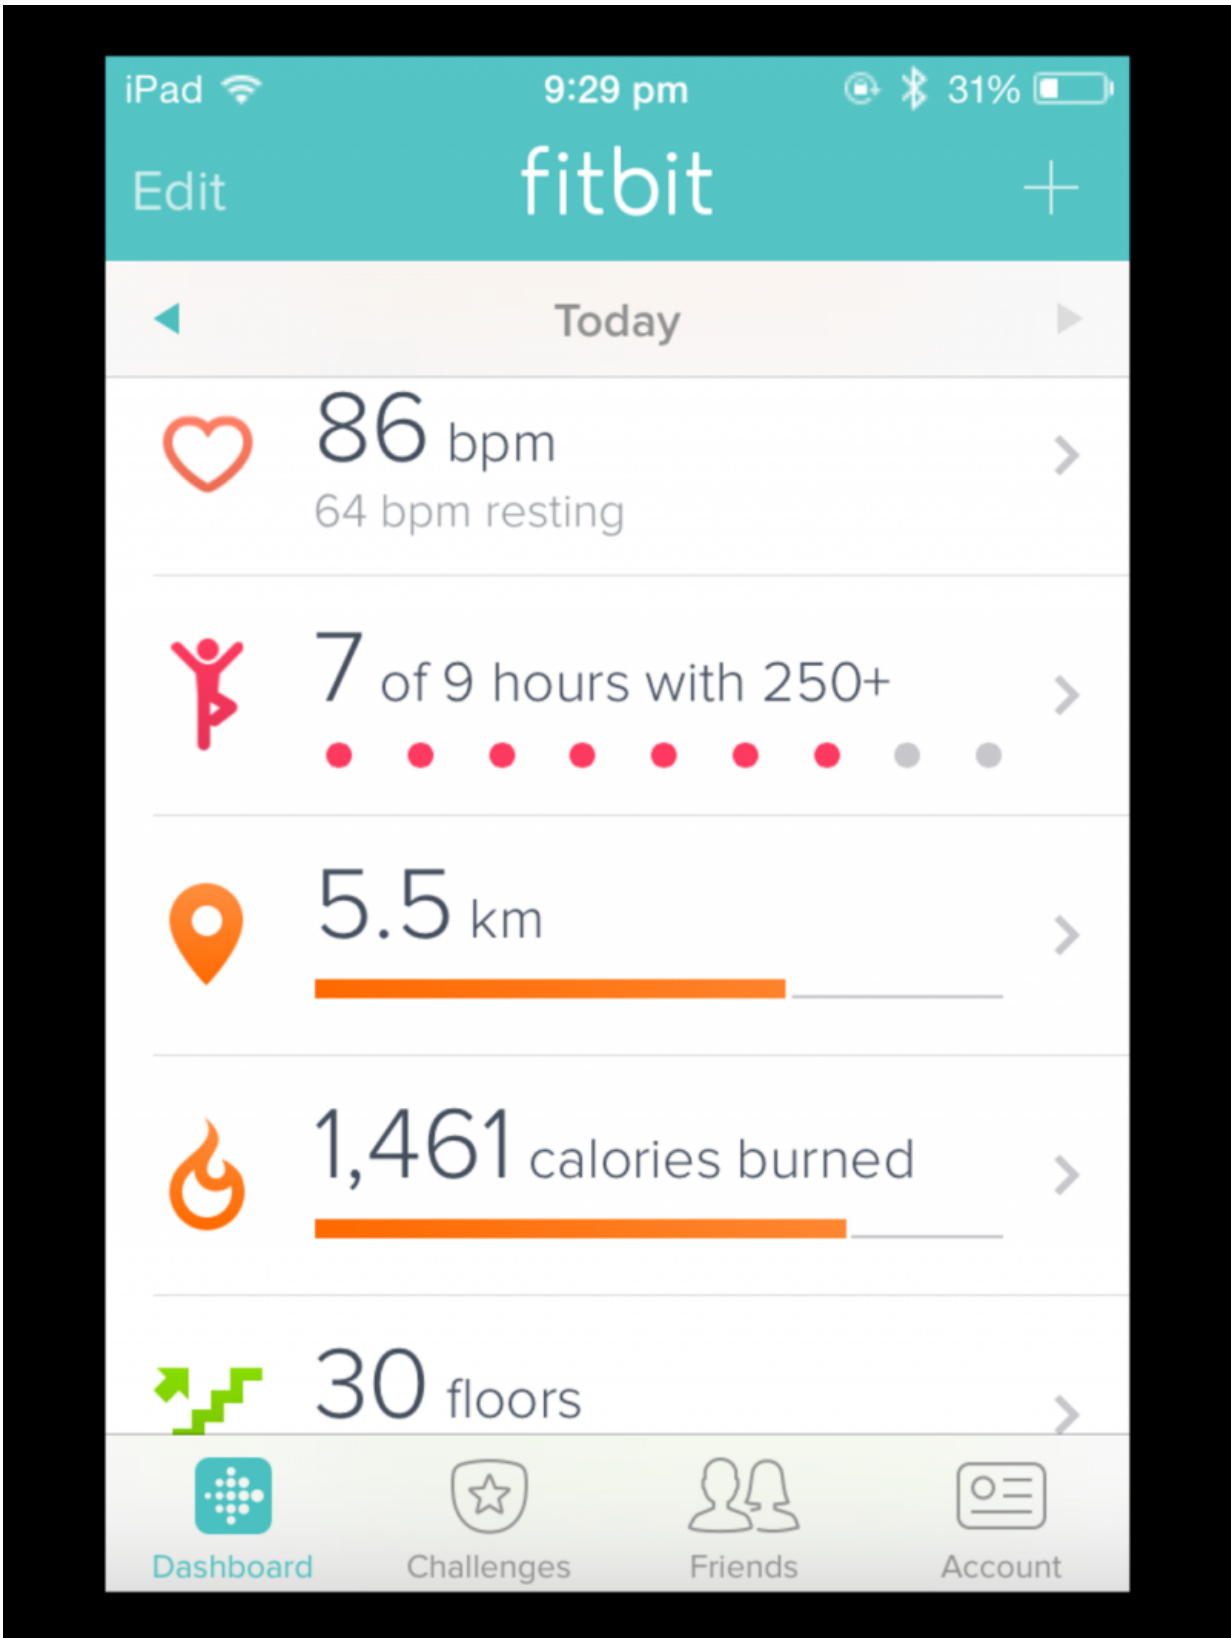 iPad 9:29 pm 31%
Edit fitbit +
Today
86 bpm
64 bpm resting
7 of 9 hours with 250+
5.5 km
1,461 calories burned
30 floors
Dashboard Challenges Friends Account